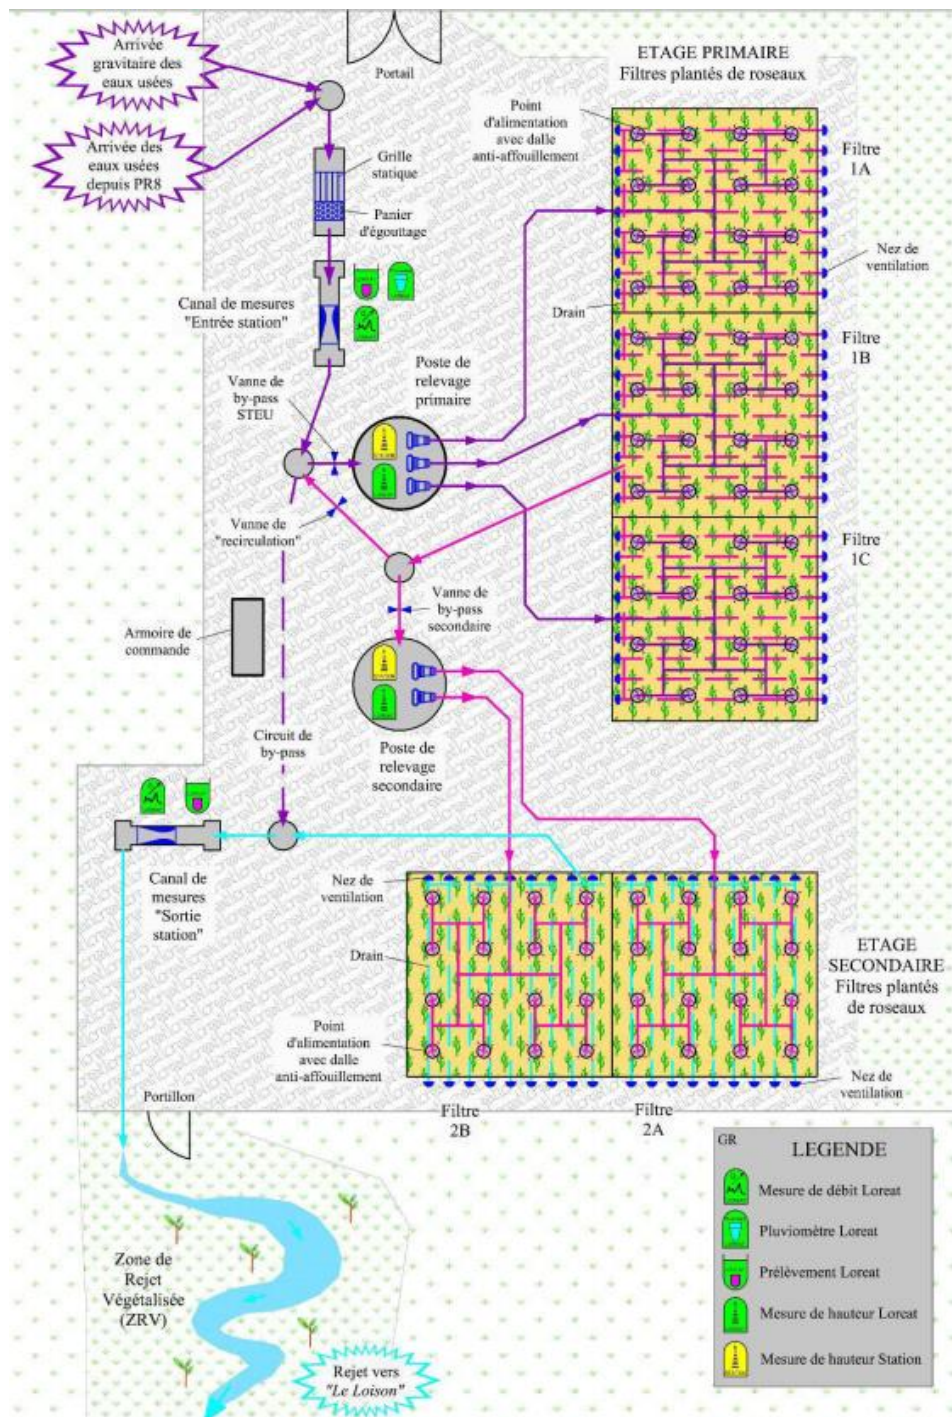 Arrivée
gravitaire des
eaux usées
Portail
ETAGE PRIMAIRE
Filtres plantés de roseaux
Arrivée des
eaux usées
depuis PR8
Grille
statique
Panier
d'égouttage
Point
d'alimentation
avec dalle
anti-affouillement
Filtre
1A
Nez de
ventilation
Canal de mesures
"Entrée station"
Drain
Vanne de
by-pass
STEU
Poste de
relevage
primaire
Filtre
1B
Vanne de
"recirculation"
Filtre
1C
Vanne de
by-pass
secondaire
Armoire de
commande
Circuit de
by-pass
Poste de
relevage
secondaire
Canal de
mesures
"Sortie
station"
Nez de
ventilation
Drain
ETAGE
SECONDAIRE
Filtres plantés
de roseaux
Point
d'alimentation
avec dalle
anti-affouillement
Nez de
ventilation
Portillon
Filtre
2B
Filtre
2A
GR
LEGENDE
Mesure de débit Loreat
Pluviomètre Loreat
Prélèvement Loreat
Mesure de hauteur Loreat
Mesure de hauteur Station
Zone de
Rejet
Végétalisée
(ZRV)
Rejet vers
"Le Loison"